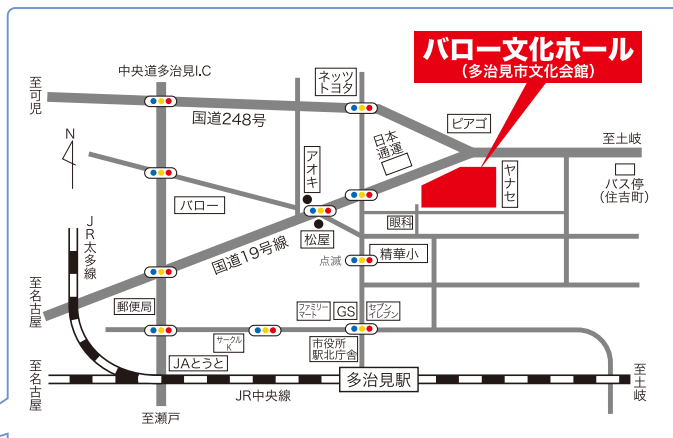 バロー文化ホール
(多治見市文化会館)
中央道多治見I.C
ネッツ
トヨタ
至可児
国道248号
ピアゴ
日本
通運
至土岐
N
アオキ
ヤナセ
バス停
(住吉町)
バロー
眼科
松屋
JR太多線
国道19号線
点滅
精華小
至名古屋
郵便局
ファミリー
マート
GS
セブン
イレブン
サークル
K
市役所
駅北庁舎
JAとうと
至名古屋
多治見駅
至土岐
JR中央線
至瀬戸